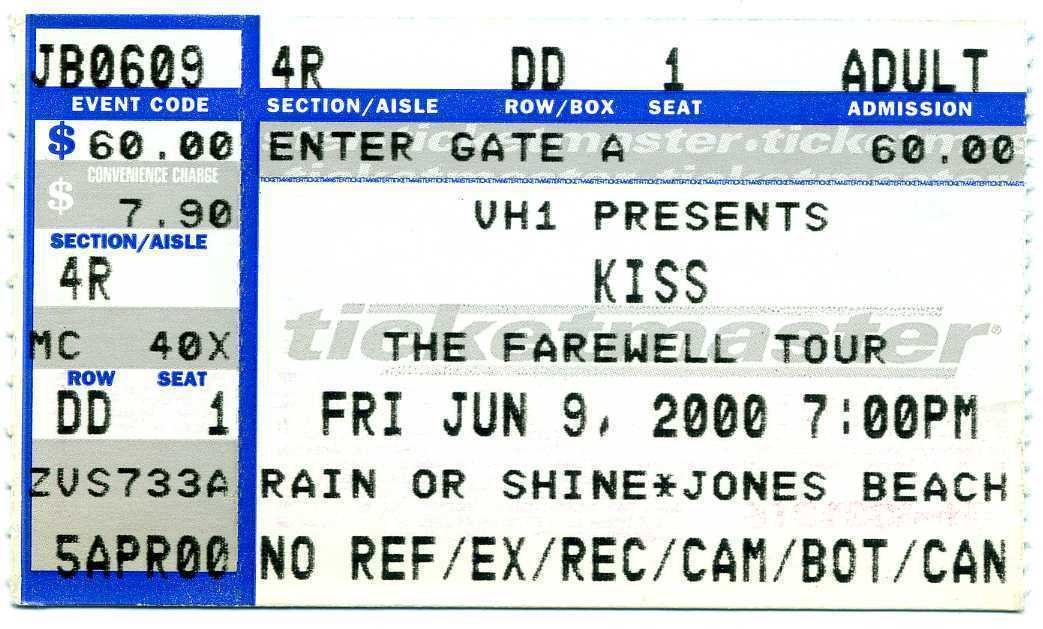 JB0609 4R DD 1 ADULT
EVENT CODE SECTION/AISLE ROW/BOX SEAT ADMISSION
$ 60.00 ENTER GATE A 60.00
CONVENIENCE CHARGE
$ 7.90
VH1 PRESENTS
SECTION/AISLE
4R
KISS
ticketmaster®
MC 40X
THE FAREWELL TOUR
ROW SEAT
DD 1
FRI JUN 9, 2000 7:00PM
ZVS733A RAIN OR SHINE*JONES BEACH
5APR00 NO REF/EX/REC/CAM/BOT/CAN